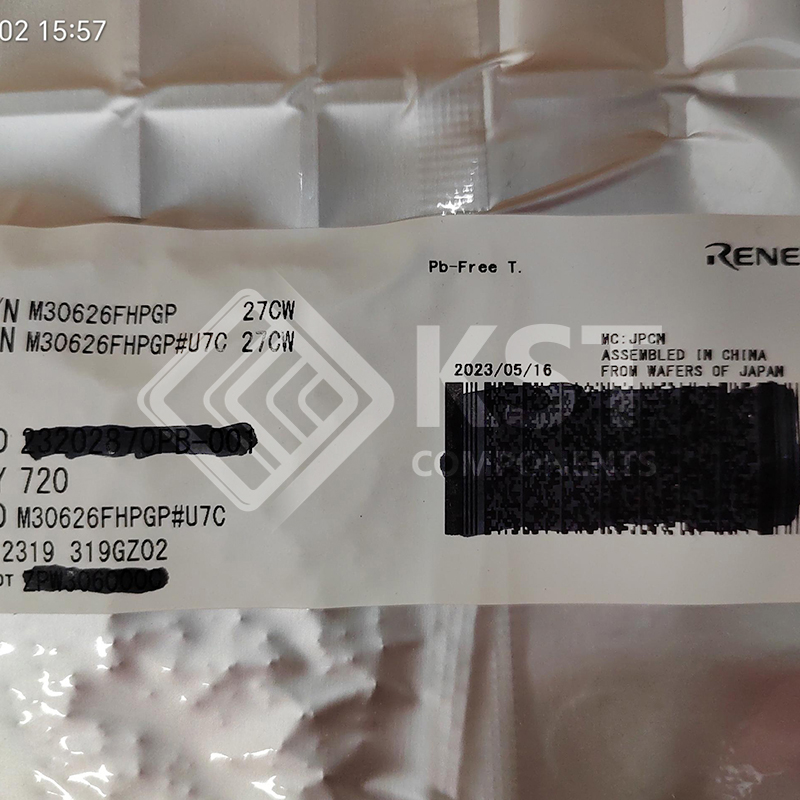 02 15:57
Pb-Free T.
RENE
/N M30626FHPGP 27CW
N M30626FHPGP#U7C 27CW
MC:JPCN
ASSEMBLED IN CHINA
2023/05/16 FROM WAFERS OF JAPAN
KST
COMPONENTS
Y 720
M30626FHPGP#U7C
2319 319GZ02
OT